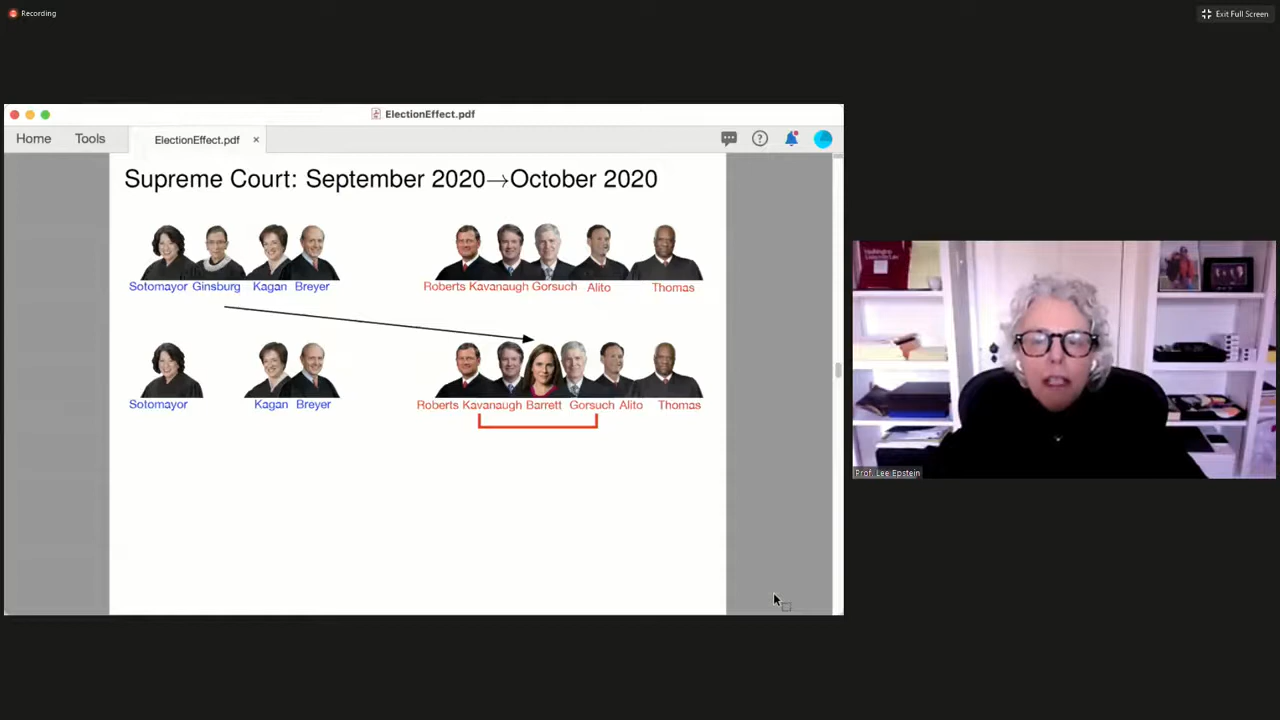 Recording
Exit Full Screen
ElectionEffect.pdf
Home Tools ElectionEffect.pdf ×
Supreme Court: September 2020→October 2020
Sotomayor Ginsburg Kagan Breyer Roberts Kavanaugh Gorsuch Alito Thomas
Sotomayor Kagan Breyer Roberts Kavanaugh Barrett Gorsuch Alito Thomas
Prof. Lee Epstein